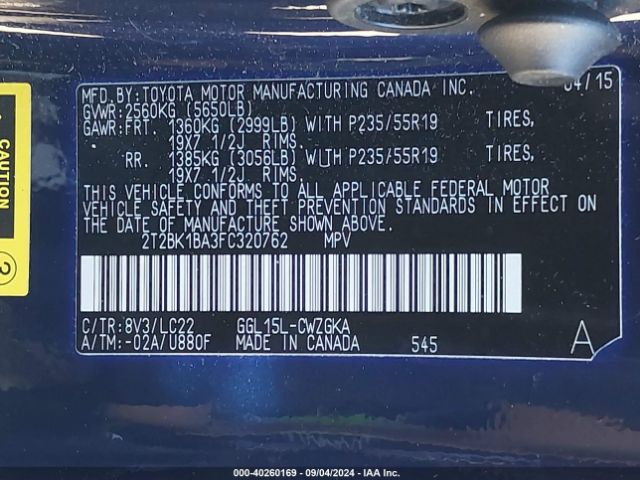 MFD.BY:TOYOTA MOTOR MANUFACTURING CANADA INC. 04/15
GVWR:2560KG (5650LB)
GAWR:FRT. 1360KG (2999LB) WITH P235/55R19 TIRES,
19X7 1/2J RIMS.
RR. 1385KG (3056LB) WITH P235/55R19 TIRES,
19X7 1/2J RIMS.
THIS VEHICLE CONFORMS TO ALL APPLICABLE FEDERAL MOTOR
VEHICLE SAFETY AND THEFT PREVENTION STANDARDS IN EFFECT ON
THE DATE OF MANUFACTURE SHOWN ABOVE.
2T2BK1BA3FC320762 MPV
C/TR:8V3/LC22 GGL15L-CWZGKA
A/TM:-02A/U880F MADE IN CANADA 545 A
CAUTION
2
000-40260169 - 09/04/2024 - IAA Inc.